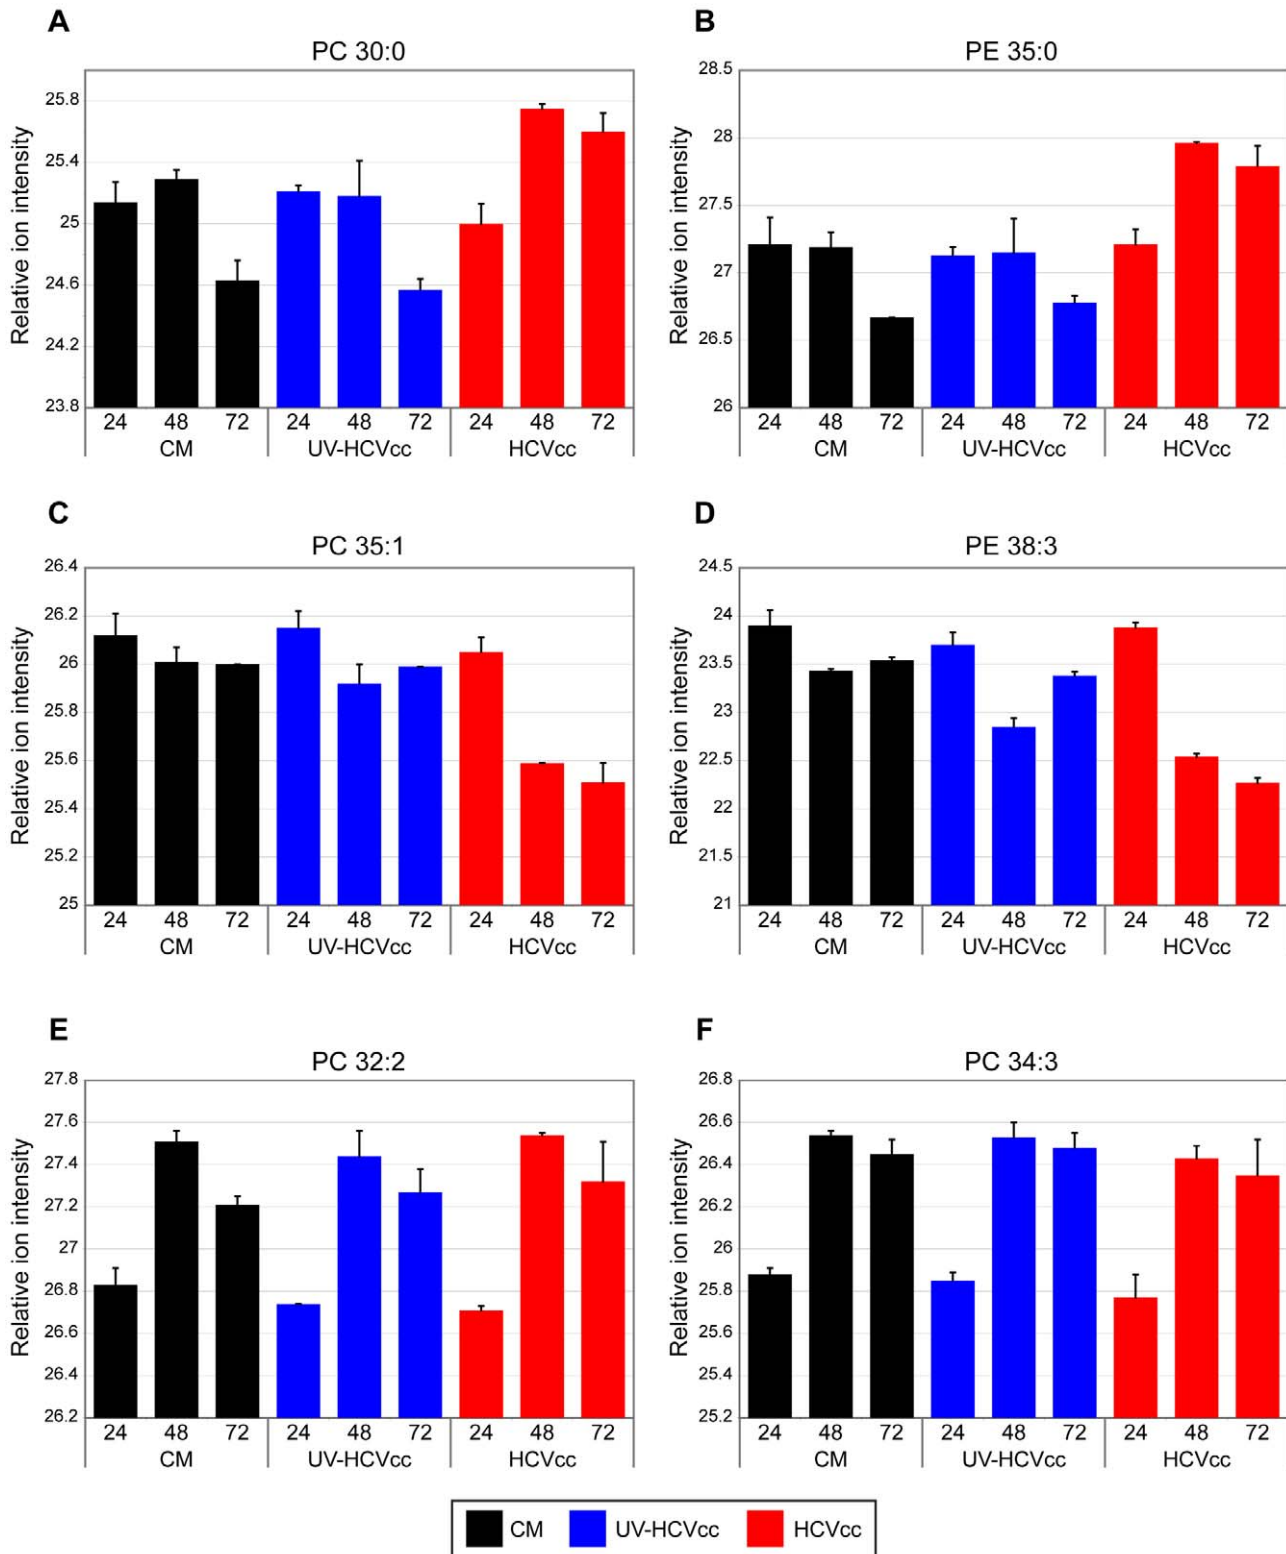 A
PC 30:0
Relative ion intensity
25.8
25.4
25
24.6
24.2
23.8
24 48 72 24 48 72 24 48 72
CM UV-HCVcc HCVcc
B
PE 35:0
Relative ion intensity
28.5
28
27.5
27
26.5
26
24 48 72 24 48 72 24 48 72
CM UV-HCVcc HCVcc
C
PC 35:1
Relative ion intensity
26.4
26.2
26
25.8
25.6
25.4
25.2
25
24 48 72 24 48 72 24 48 72
CM UV-HCVcc HCVcc
D
PE 38:3
Relative ion intensity
24.5
24
23.5
23
22.5
22
21.5
21
24 48 72 24 48 72 24 48 72
CM UV-HCVcc HCVcc
E
PC 32:2
Relative ion intensity
27.8
27.6
27.4
27.2
27
26.8
26.6
26.4
26.2
24 48 72 24 48 72 24 48 72
CM UV-HCVcc HCVcc
F
PC 34:3
Relative ion intensity
26.8
26.6
26.4
26.2
26
25.8
25.6
25.4
25.2
24 48 72 24 48 72 24 48 72
CM UV-HCVcc HCVcc
CM UV-HCVcc HCVcc